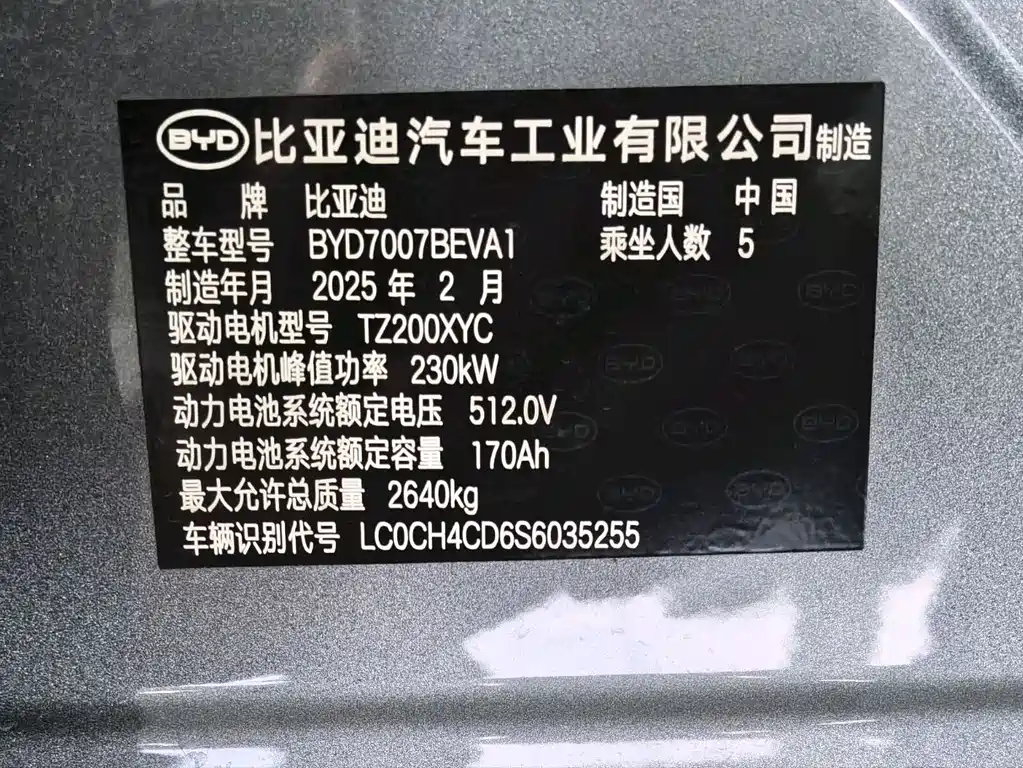 BYD 比亚迪汽车工业有限公司 制造
品 牌 比亚迪 制造国 中国
整车型号 BYD7007BEVA1 乘坐人数 5
制造年月 2025 年 2 月
驱动电机型号 TZ200XYC
驱动电机峰值功率 230kW
动力电池系统额定电压 512.0V
动力电池系统额定容量 170Ah
最大允许总质量 2640kg
车辆识别代号 LC0CH4CD6S6035255